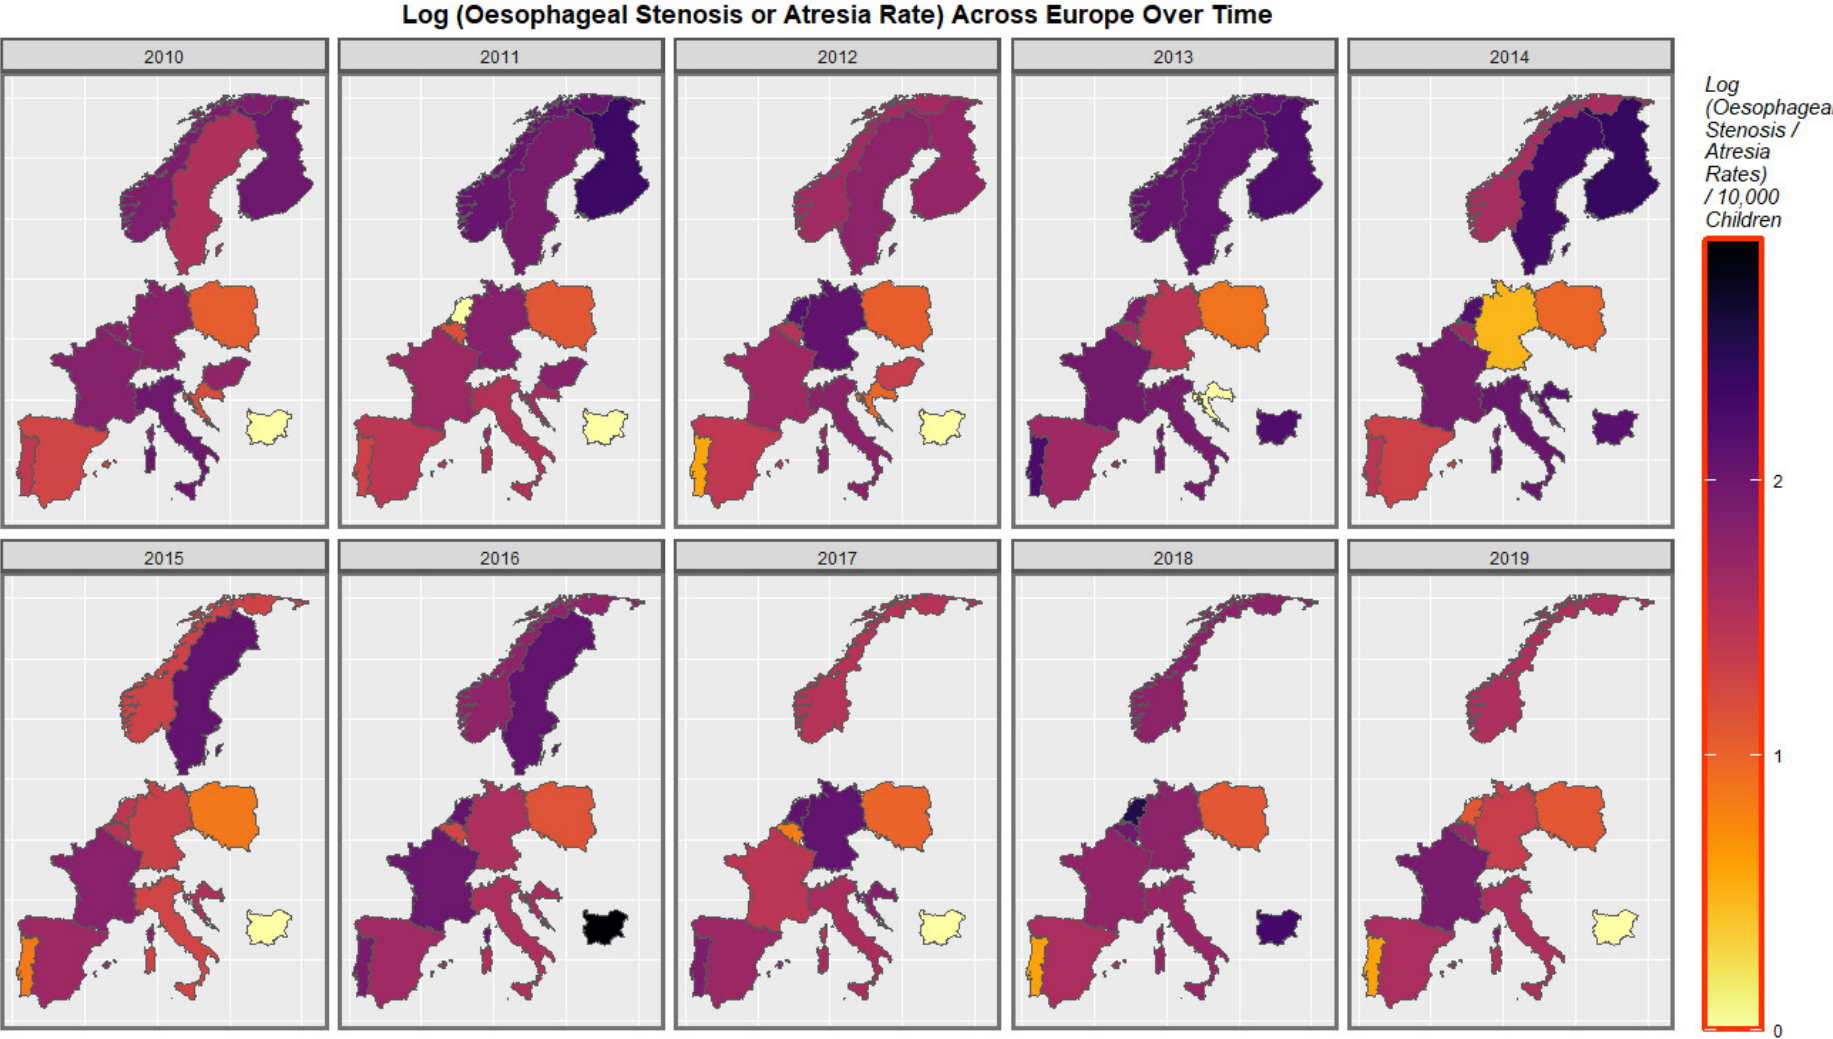 Log (Oesophageal Stenosis or Atresia Rate) Across Europe Over Time
2010
2011
2012
2013
2014
2015
2016
2017
2018
2019
Log
(Oesophageal
Stenosis /
Atresia
Rates)
/ 10,000
Children
2
1
0